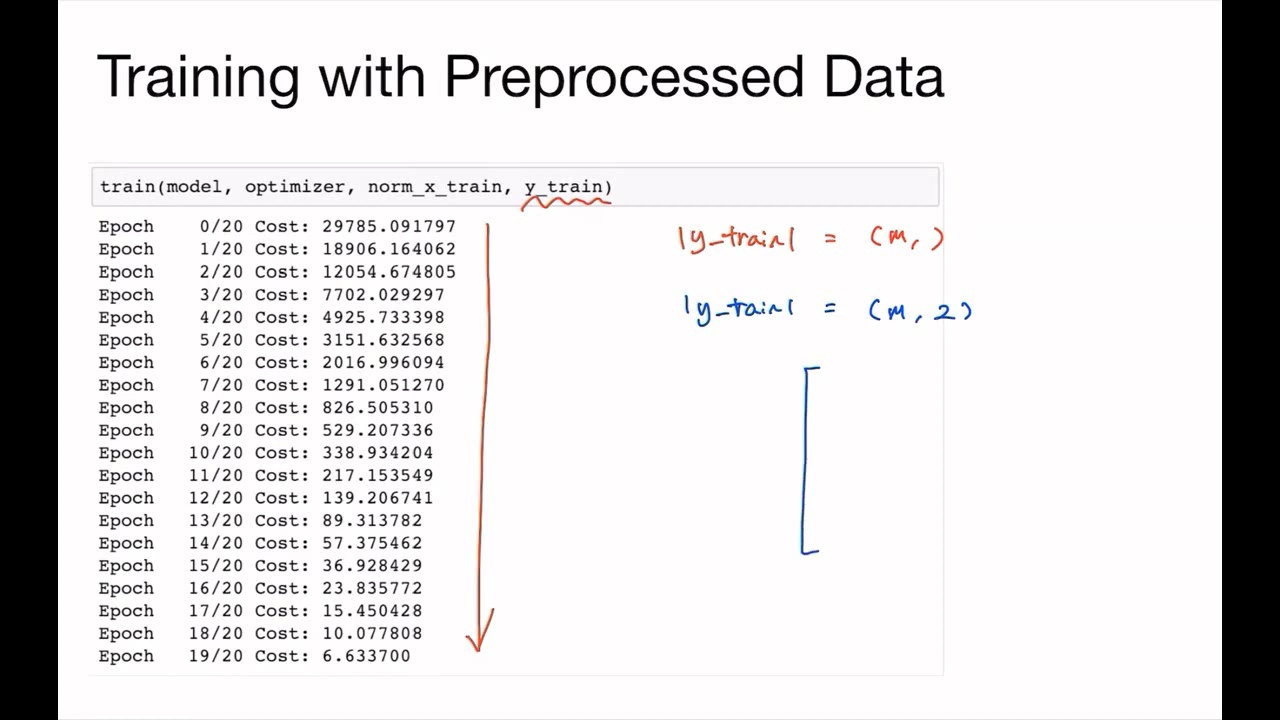 Training with Preprocessed Data
train(model, optimizer, norm_x_train, y_train)
Epoch 0/20 Cost: 29785.091797
Epoch 1/20 Cost: 18906.164062
Epoch 2/20 Cost: 12054.674805
Epoch 3/20 Cost: 7702.029297
Epoch 4/20 Cost: 4925.733398
Epoch 5/20 Cost: 3151.632568
Epoch 6/20 Cost: 2016.996094
Epoch 7/20 Cost: 1291.051270
Epoch 8/20 Cost: 826.505310
Epoch 9/20 Cost: 529.207336
Epoch 10/20 Cost: 338.934204
Epoch 11/20 Cost: 217.153549
Epoch 12/20 Cost: 139.206741
Epoch 13/20 Cost: 89.313782
Epoch 14/20 Cost: 57.375462
Epoch 15/20 Cost: 36.928429
Epoch 16/20 Cost: 23.835772
Epoch 17/20 Cost: 15.450428
Epoch 18/20 Cost: 10.077808
Epoch 19/20 Cost: 6.633700
|y_train| = (m, )
|y_train| = (m, 2)